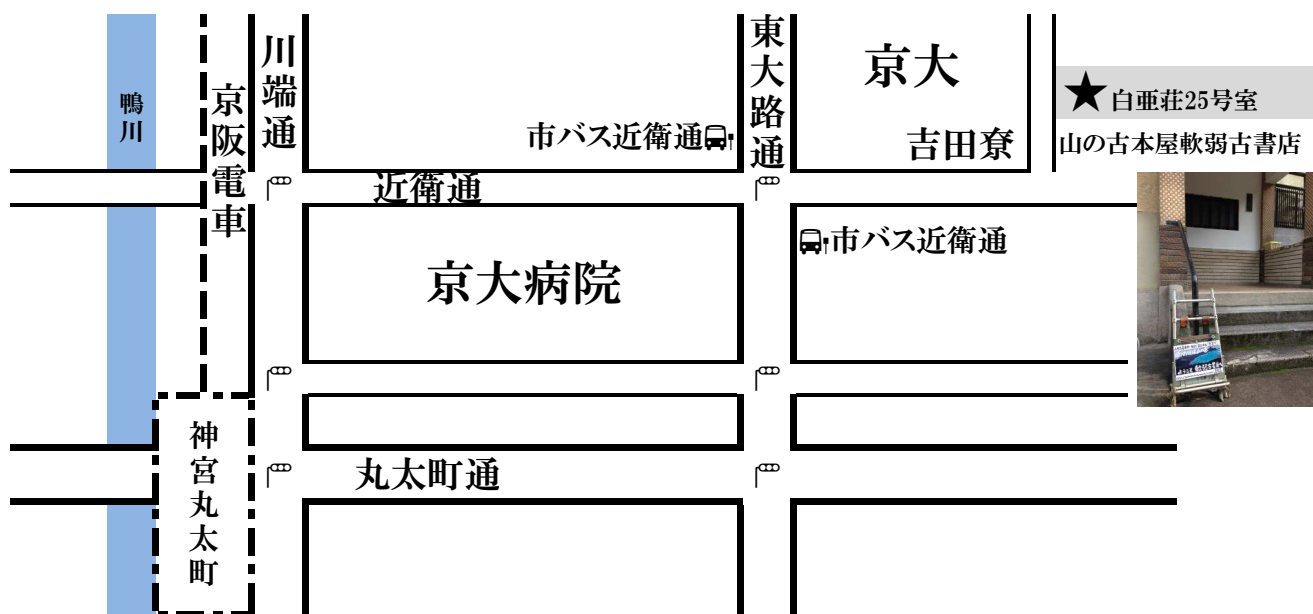 鴨川
京阪電車
川端通
東大路通
京大
吉田寮
★白亜荘25号室
山の古本屋軟弱古書店
市バス近衛通
近衛通
市バス近衛通
京大病院
丸太町通
神宮丸太町